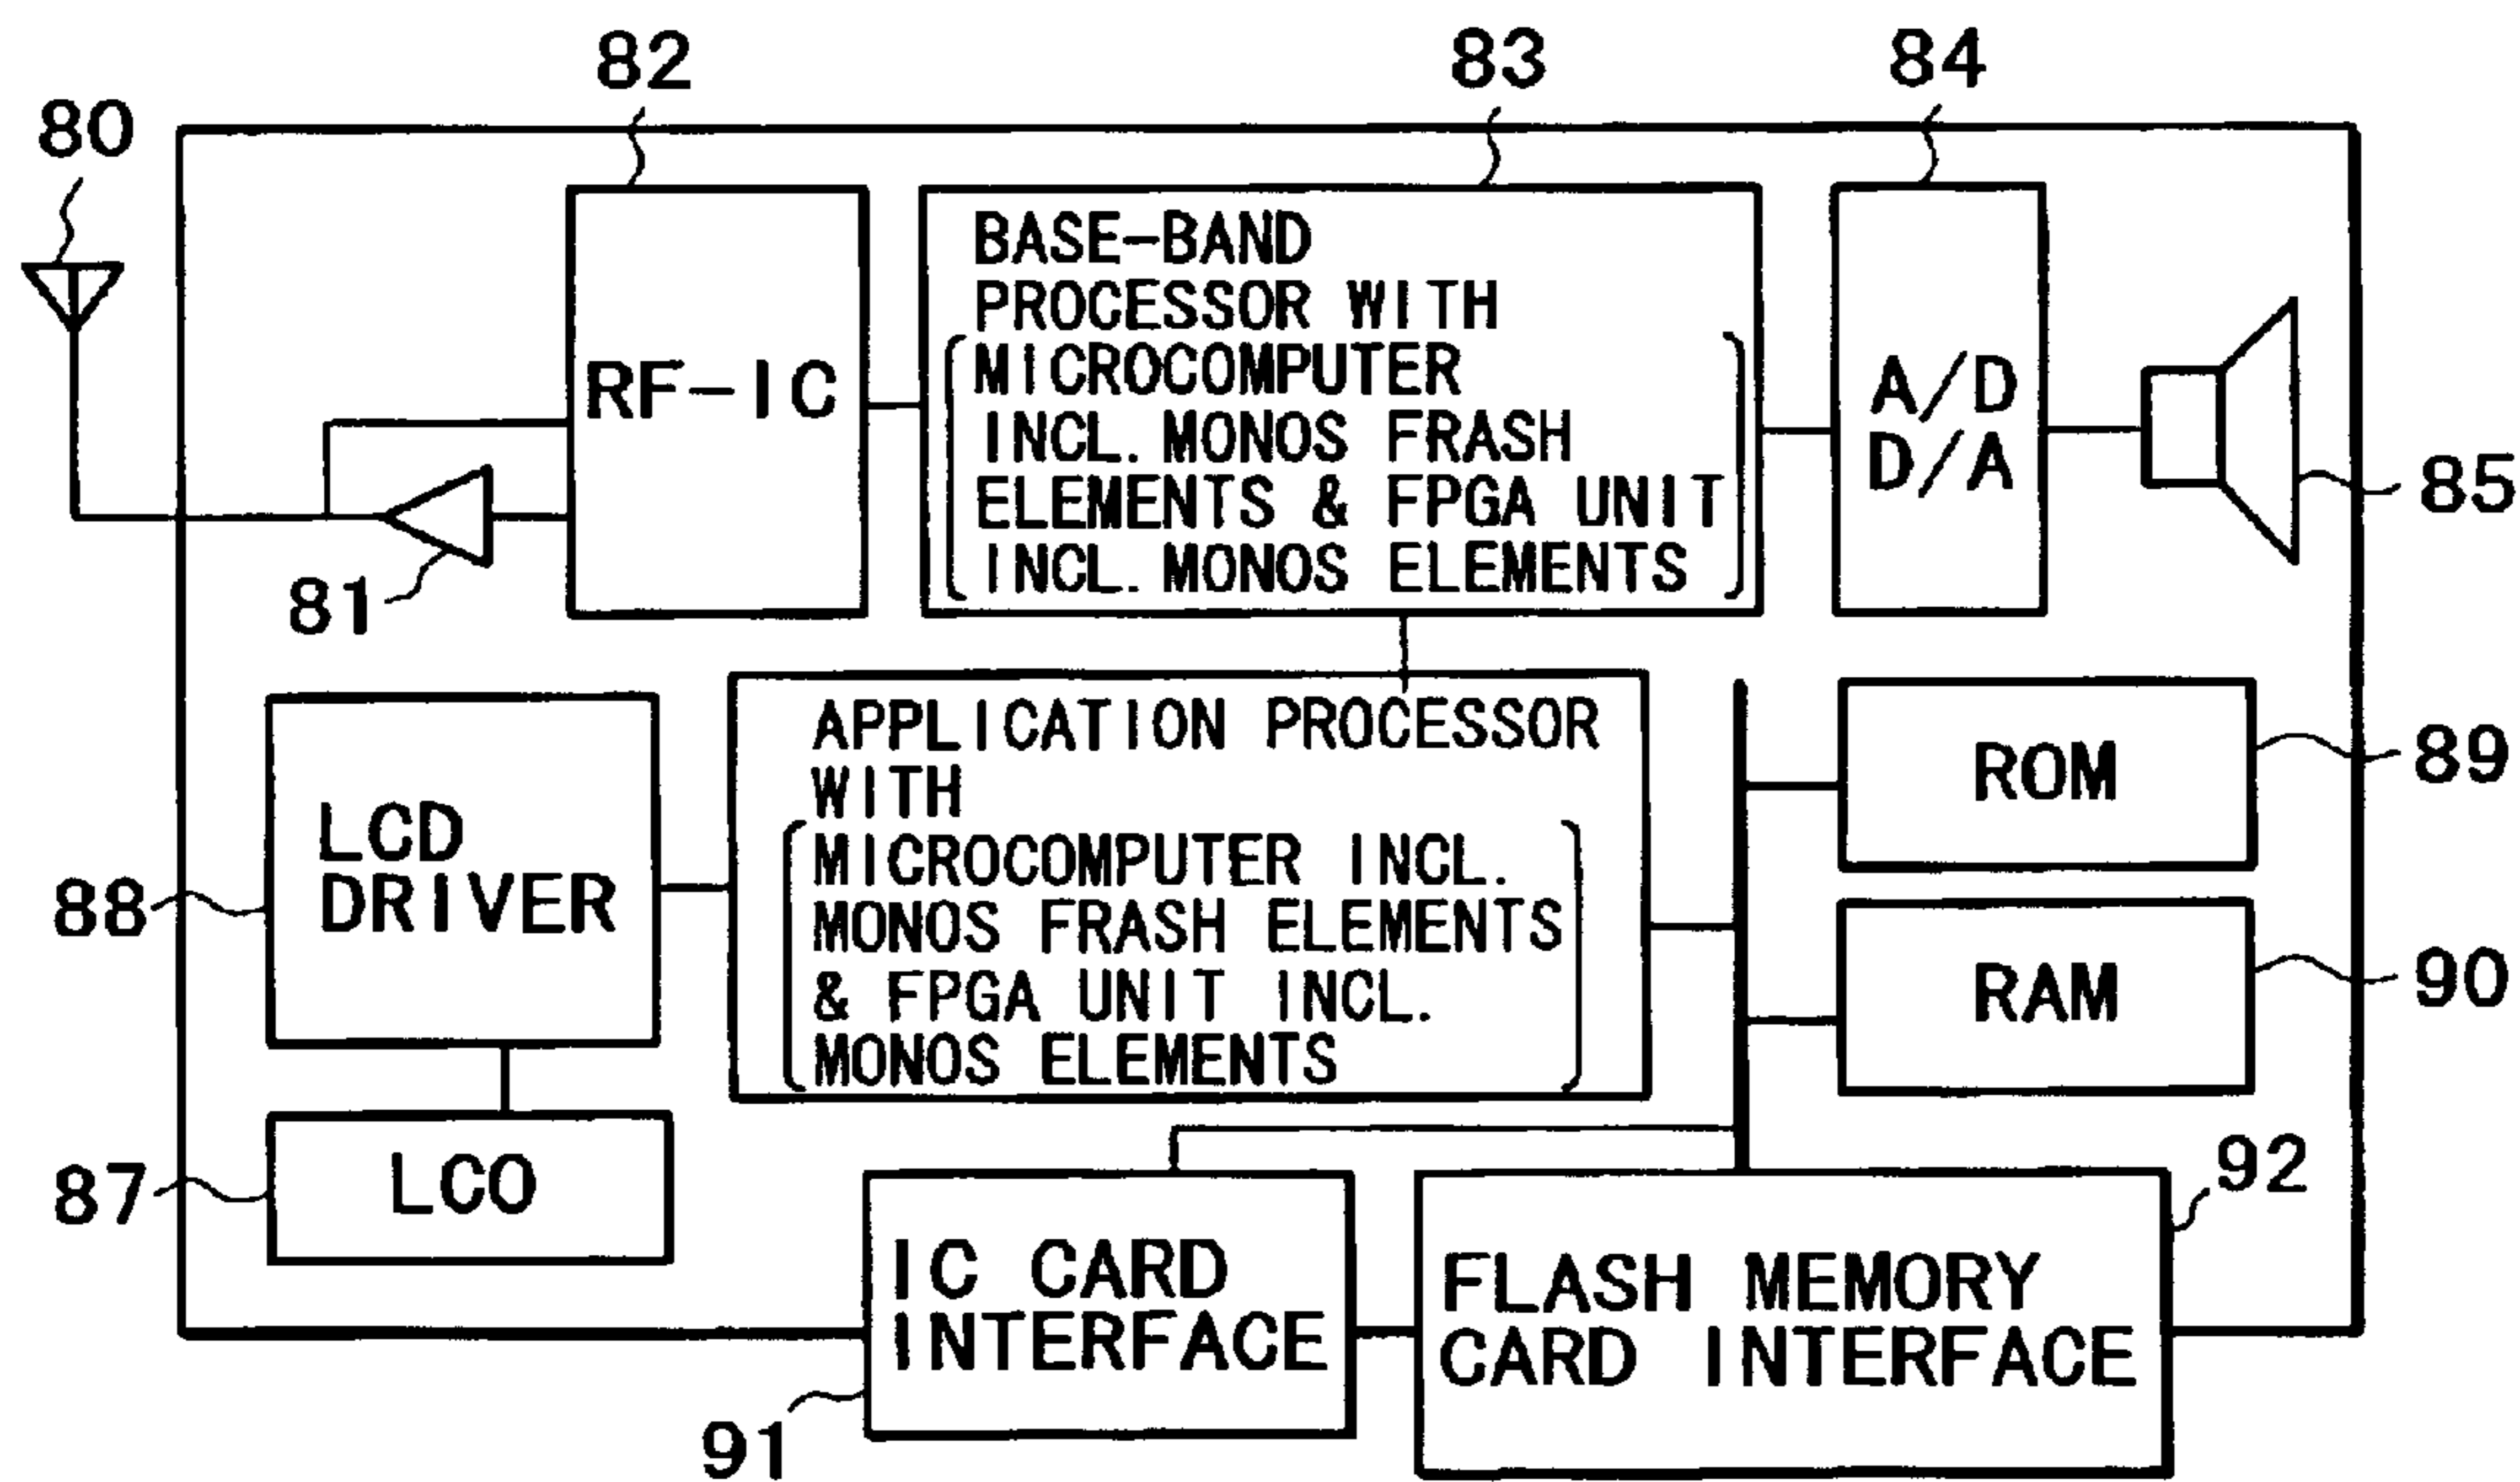 82
83
84
80
BASE-BAND
PROCESSOR WITH
MICROCOMPUTER
INCL. MONOS FRASH
ELEMENTS & FPGA UNIT
INCL. MONOS ELEMENTS
RF-IC
A/D
D/A
85
81
APPLICATION PROCESSOR
WITH
MICROCOMPUTER INCL.
MONOS FRASH ELEMENTS
& FPGA UNIT INCL.
MONOS ELEMENTS
ROM
89
LCD
DRIVER
88
RAM
90
LCO
87
92
IC CARD
INTERFACE
FLASH MEMORY
CARD INTERFACE
91